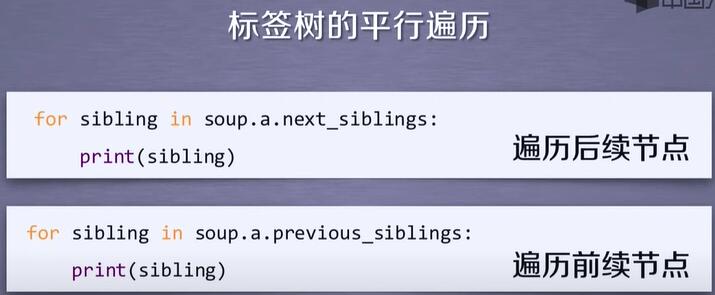 标签树的平行遍历
for sibling in soup.a.next_siblings:
print(sibling)
遍历后续节点
for sibling in soup.a.previous_siblings:
print(sibling)
遍历前续节点